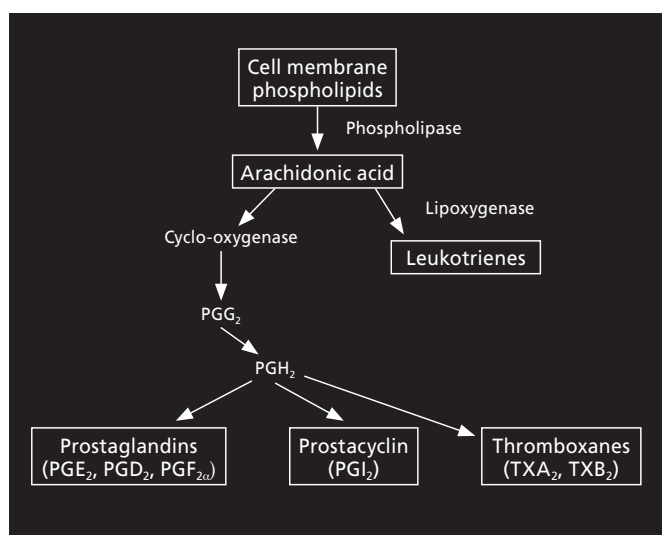 Cell membrane
phospholipids
Phospholipase
Arachidonic acid
Lipoxygenase
Cyclo-oxygenase
Leukotrienes
PGG₂
PGH₂
Prostaglandins
(PGE₂, PGD₂, PGF₂α)
Prostacyclin
(PGI₂)
Thromboxanes
(TXA₂, TXB₂)